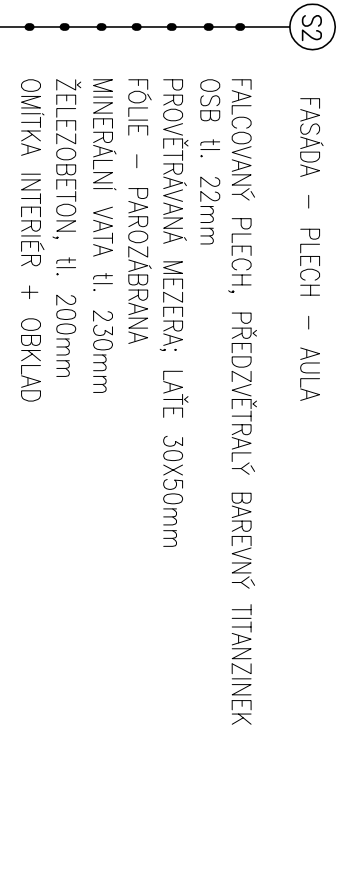 S2
FASÁDA – PLECH – AULA
FALCOVANÝ PLECH, PŘEDZVĚTRALÝ BAREVNÝ TITANZINEK
OSB tl. 22mm
PROVĚTRÁVANÁ MEZERA; LAŤE 30X50mm
FÓLIE – PAROZÁBRANA
MINERÁLNÍ VATA tl. 230mm
ŽELEZOBETON, tl. 200mm
OMÍTKA INTERIÉR + OBKLAD